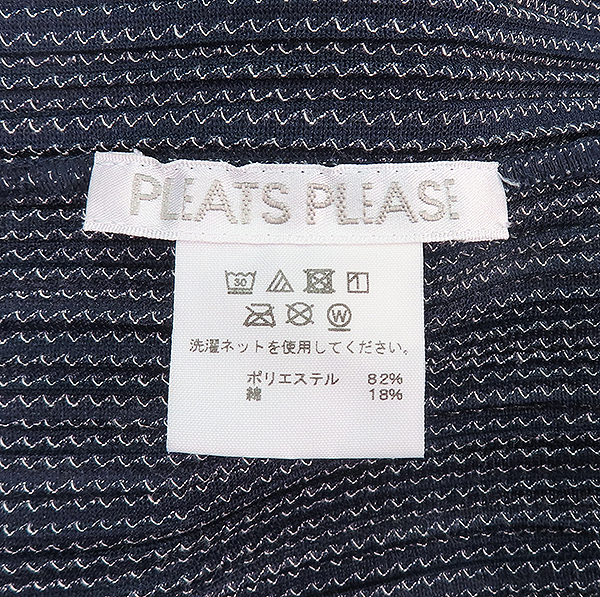 PLEATS PLEASE
30 1
W
洗濯ネットを使用してください。
ポリエステル 82%
綿 18%